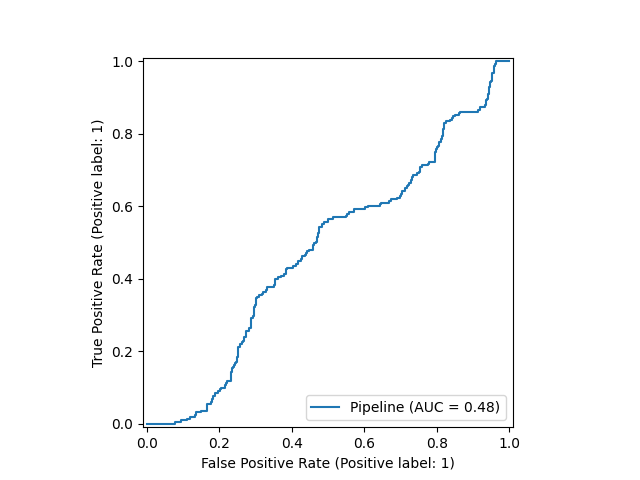 1.0
0.8
0.6
0.4
0.2
0.0
True Positive Rate (Positive label: 1)
Pipeline (AUC = 0.48)
0.0 0.2 0.4 0.6 0.8 1.0
False Positive Rate (Positive label: 1)